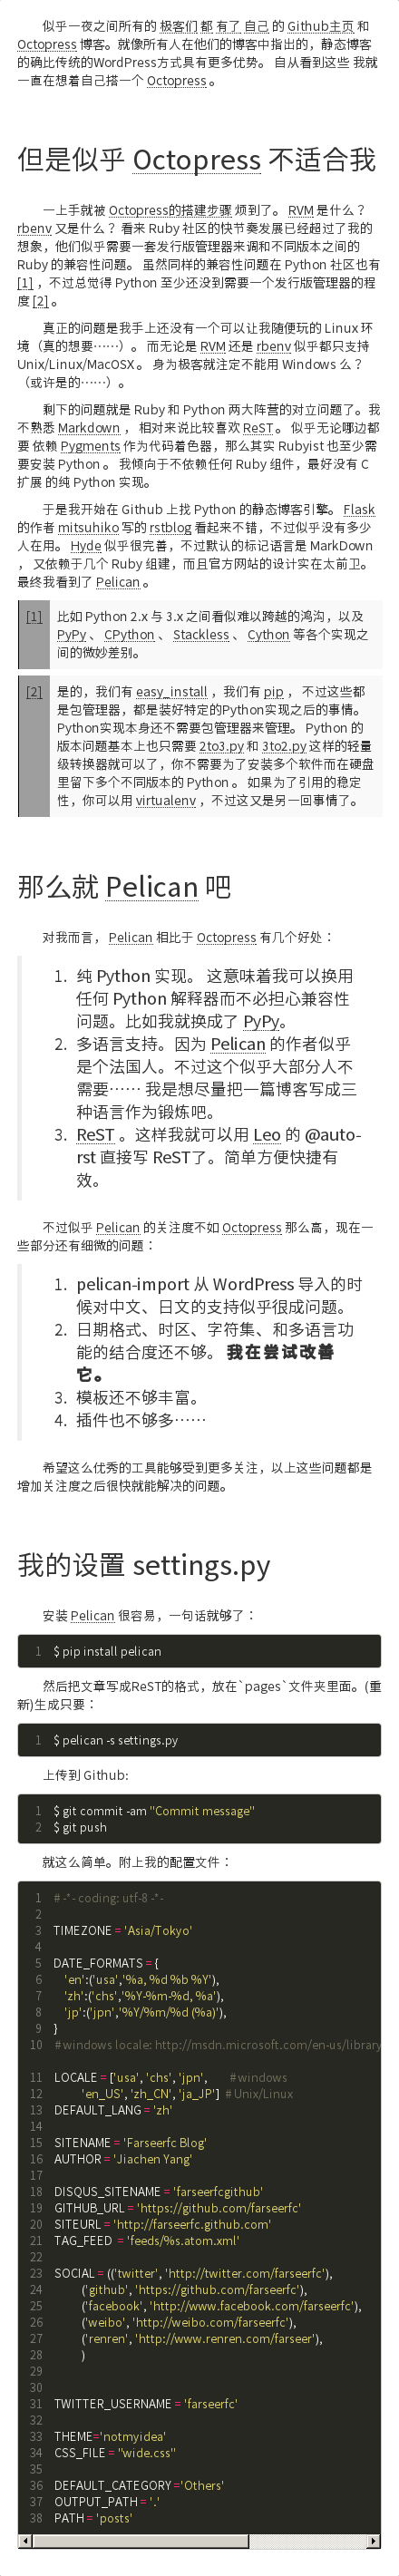 似乎一夜之间所有的 极客们 都 有了 自己 的 Github主页 和
Octopress 博客。就像所有人在他们的博客中指出的，静态博客
的确比传统的WordPress方式具有更多优势。 自从看到这些 我就
一直在想着自己搭一个 Octopress 。
但是似乎 Octopress 不适合我
一上手就被 Octopress的搭建步骤 烦到了。 RVM 是什么？
rbenv 又是什么？ 看来 Ruby 社区的快节奏发展已经超过了我的
想象，他们似乎需要一套发行版管理器来调和不同版本之间的
Ruby 的兼容性问题。 虽然同样的兼容性问题在 Python 社区也有
[1] ，不过总觉得 Python 至少还没到需要一个发行版管理器的程
度 [2] 。
真正的问题是我手上还没有一个可以让我随便玩的 Linux 环
境（真的想要……）。 而无论是 RVM 还是 rbenv 似乎都只支持
Unix/Linux/MacOSX 。 身为极客就注定不能用 Windows 么？
（或许是的……）。
剩下的问题就是 Ruby 和 Python 两大阵营的对立问题了。我
不熟悉 Markdown ， 相对来说比较喜欢 ReST 。 似乎无论哪边都
要 依赖 Pygments 作为代码着色器，那么其实 Rubyist 也至少需
要安装 Python 。 我倾向于不依赖任何 Ruby 组件，最好没有 C
扩展 的纯 Python 实现。
于是我开始在 Github 上找 Python 的静态博客引擎。 Flask
的作者 mitsuhiko 写的 rstblog 看起来不错，不过似乎没有多少
人在用。 Hyde 似乎很完善，不过默认的标记语言是 MarkDown
， 又依赖于几个 Ruby 组建，而且官方网站的设计实在太前卫。
最终我看到了 Pelican 。
[1] 比如 Python 2.x 与 3.x 之间看似难以跨越的鸿沟，以及
PyPy 、 CPython 、 Stackless 、 Cython 等各个实现之
间的微妙差别。
[2] 是的，我们有 easy_install ，我们有 pip ， 不过这些都
是包管理器，都是装好特定的Python实现之后的事情。
Python实现本身还不需要包管理器来管理。 Python 的
版本问题基本上也只需要 2to3.py 和 3to2.py 这样的轻量
级转换器就可以了，你不需要为了安装多个软件而在硬盘
里留下多个不同版本的 Python 。 如果为了引用的稳定
性，你可以用 virtualenv ，不过这又是另一回事情了。
那么就 Pelican 吧
对我而言， Pelican 相比于 Octopress 有几个好处：
1. 纯 Python 实现。 这意味着我可以换用
任何 Python 解释器而不必担心兼容性
问题。比如我就换成了 PyPy。
2. 多语言支持。因为 Pelican 的作者似乎
是个法国人。不过这个似乎大部分人不
需要…… 我是想尽量把一篇博客写成三
种语言作为锻炼吧。
3. ReST 。这样我就可以用 Leo 的 @auto-
rst 直接写 ReST了。简单方便快捷有
效。
不过似乎 Pelican 的关注度不如 Octopress 那么高，现在一
些部分还有细微的问题：
1. pelican-import 从 WordPress 导入的时
候对中文、日文的支持似乎很成问题。
2. 日期格式、时区、字符集、和多语言功
能的结合度还不够。 我在尝试改善
它。
3. 模板还不够丰富。
4. 插件也不够多……
希望这么优秀的工具能够受到更多关注，以上这些问题都是
增加关注度之后很快就能解决的问题。
我的设置 settings.py
安装 Pelican 很容易，一句话就够了：
1 $ pip install pelican
然后把文章写成ReST的格式，放在`pages`文件夹里面。(重
新)生成只要：
1 $ pelican -s settings.py
上传到 Github:
1 $ git commit -am "Commit message"
2 $ git push
就这么简单。附上我的配置文件：
1 # -*- coding: utf-8 -*-
2
3 TIMEZONE = 'Asia/Tokyo'
4
5 DATE_FORMATS = {
6 'en':('usa','%a, %d %b %Y'),
7 'zh':('chs','%Y-%m-%d, %a'),
8 'jp':('jpn','%Y/%m/%d (%a)'),
9 }
10 # windows locale: http://msdn.microsoft.com/en-us/library
11 LOCALE = ['usa', 'chs', 'jpn', # windows
12 'en_US', 'zh_CN', 'ja_JP'] # Unix/Linux
13 DEFAULT_LANG = 'zh'
14
15 SITENAME = 'Farseerfc Blog'
16 AUTHOR = 'Jiachen Yang'
17
18 DISQUS_SITENAME = 'farseerfcgithub'
19 GITHUB_URL = 'https://github.com/farseerfc'
20 SITEURL = 'http://farseerfc.github.com'
21 TAG_FEED = 'feeds/%s.atom.xml'
22
23 SOCIAL = (('twitter', 'http://twitter.com/farseerfc'),
24 ('github', 'https://github.com/farseerfc'),
25 ('facebook', 'http://www.facebook.com/farseerfc'),
26 ('weibo', 'http://weibo.com/farseerfc'),
27 ('renren', 'http://www.renren.com/farseer'),
28 )
29
30
31 TWITTER_USERNAME = 'farseerfc'
32
33 THEME='notmyidea'
34 CSS_FILE = "wide.css"
35
36 DEFAULT_CATEGORY ='Others'
37 OUTPUT_PATH = '.'
38 PATH = 'posts'